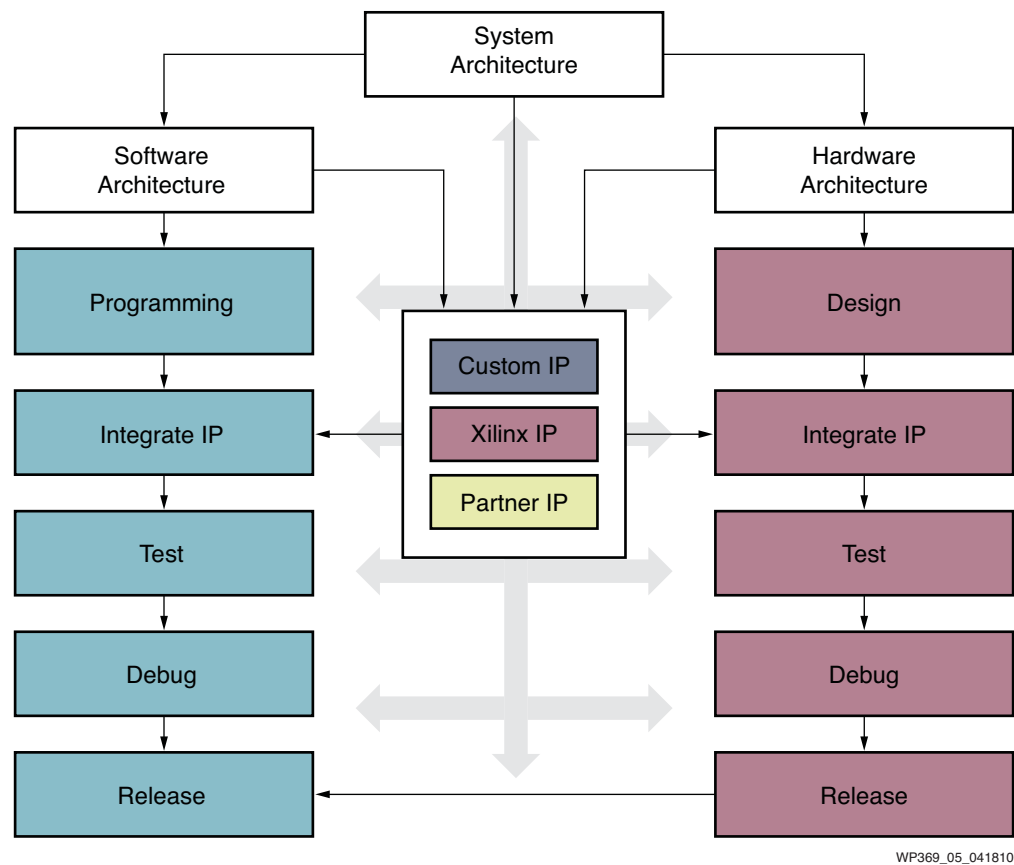 System
Architecture
Software
Architecture
Hardware
Architecture
Programming
Design
Custom IP
Integrate IP
Xilinx IP
Integrate IP
Partner IP
Test
Test
Debug
Debug
Release
Release
WP369_05_041810